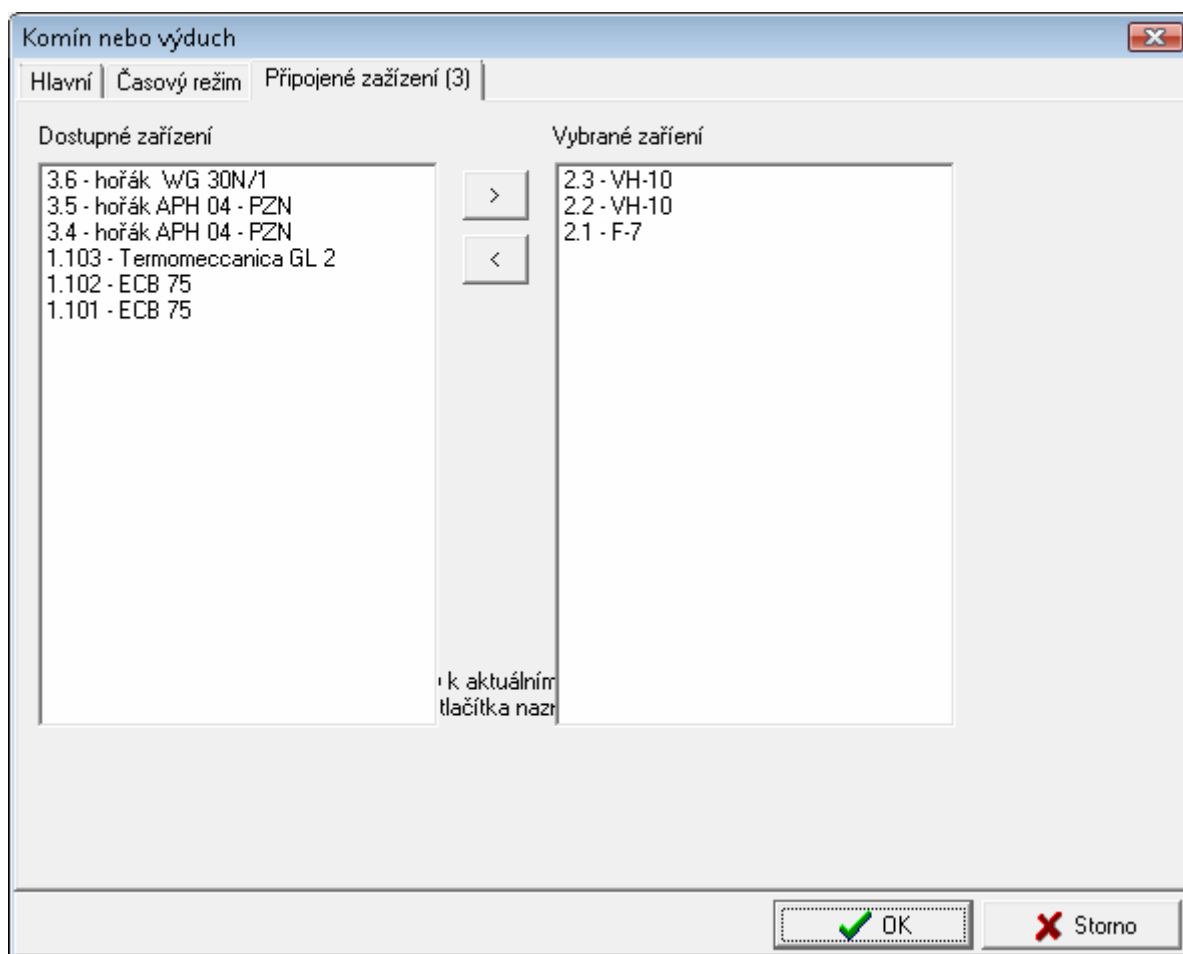 Komín nebo výduch
Hlavní
Časový režim
Připojené zažízení (3)
Dostupné zařízení
Vybrané zaříení
3.6 - hořák  WG 30N/1
3.5 - hořák APH 04 - PZN
3.4 - hořák APH 04 - PZN
1.103 - Termomeccanica GL 2
1.102 - ECB 75
1.101 - ECB 75
>
<
2.3 - VH-10
2.2 - VH-10
2.1 - F-7
k aktuálním
tlačítka
OK
Storno